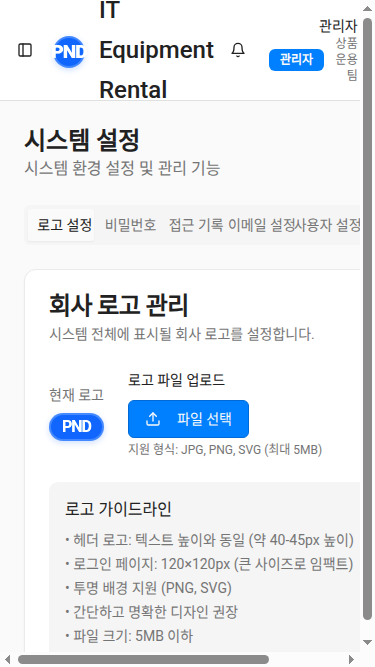 IT
Equipment
Rental
PND
관리자
관리자
상품
운용
팀
시스템 설정
시스템 환경 설정 및 관리 기능
로고 설정 비밀번호 접근 기록 이메일 설정 사용자 설정
회사 로고 관리
시스템 전체에 표시될 회사 로고를 설정합니다.
현재 로고
PND
로고 파일 업로드
파일 선택
지원 형식: JPG, PNG, SVG (최대 5MB)
로고 가이드라인
• 헤더 로고: 텍스트 높이와 동일 (약 40-45px 높이)
• 로그인 페이지: 120×120px (큰 사이즈로 임팩트)
• 투명 배경 지원 (PNG, SVG)
• 간단하고 명확한 디자인 권장
• 파일 크기: 5MB 이하